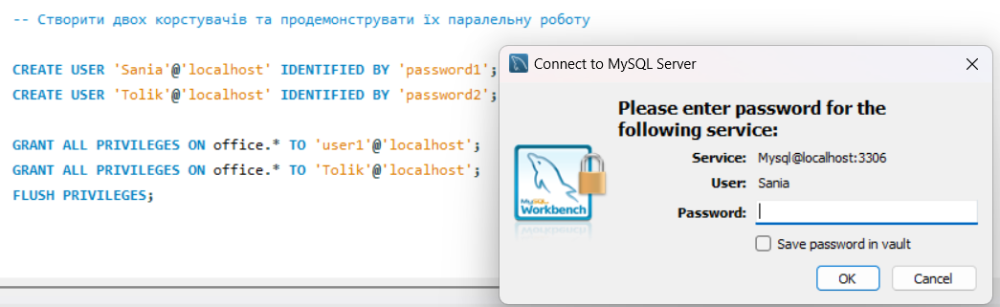 -- Створити двох корстувачів та продемонструвати їх паралельну роботу
CREATE USER 'Sania'@'localhost' IDENTIFIED BY 'password1';
CREATE USER 'Tolik'@'localhost' IDENTIFIED BY 'password2';
GRANT ALL PRIVILEGES ON office.* TO 'user1'@'localhost';
GRANT ALL PRIVILEGES ON office.* TO 'Tolik'@'localhost';
FLUSH PRIVILEGES;
Connect to MySQL Server
Please enter password for the
following service:
Service: Mysql@localhost:3306
User: Sania
Password:
Save password in vault
OK Cancel
MySQL
Workbench